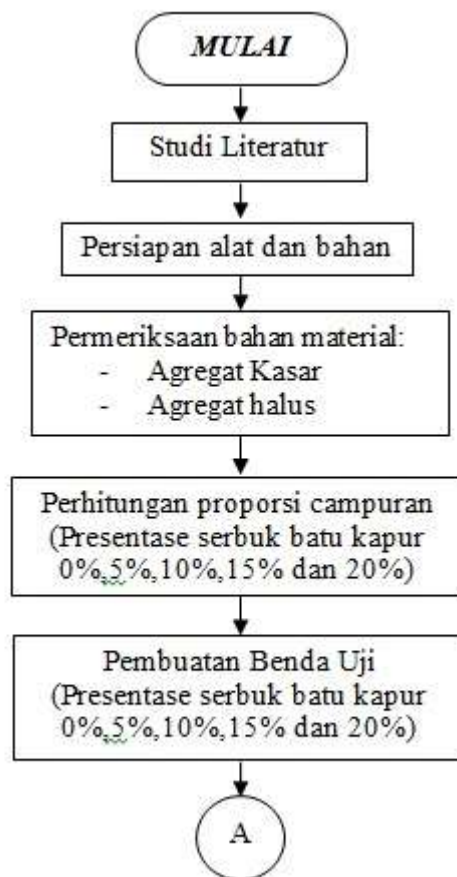 MULAI
Studi Literatur
Persiapan alat dan bahan
Permeriksaan bahan material:
- Agregat Kasar
- Agregat halus
Perhitungan proporsi campuran
(Presentase serbuk batu kapur
0%,5%,10%,15% dan 20%)
Pembuatan Benda Uji
(Presentase serbuk batu kapur
0%,5%,10%,15% dan 20%)
A